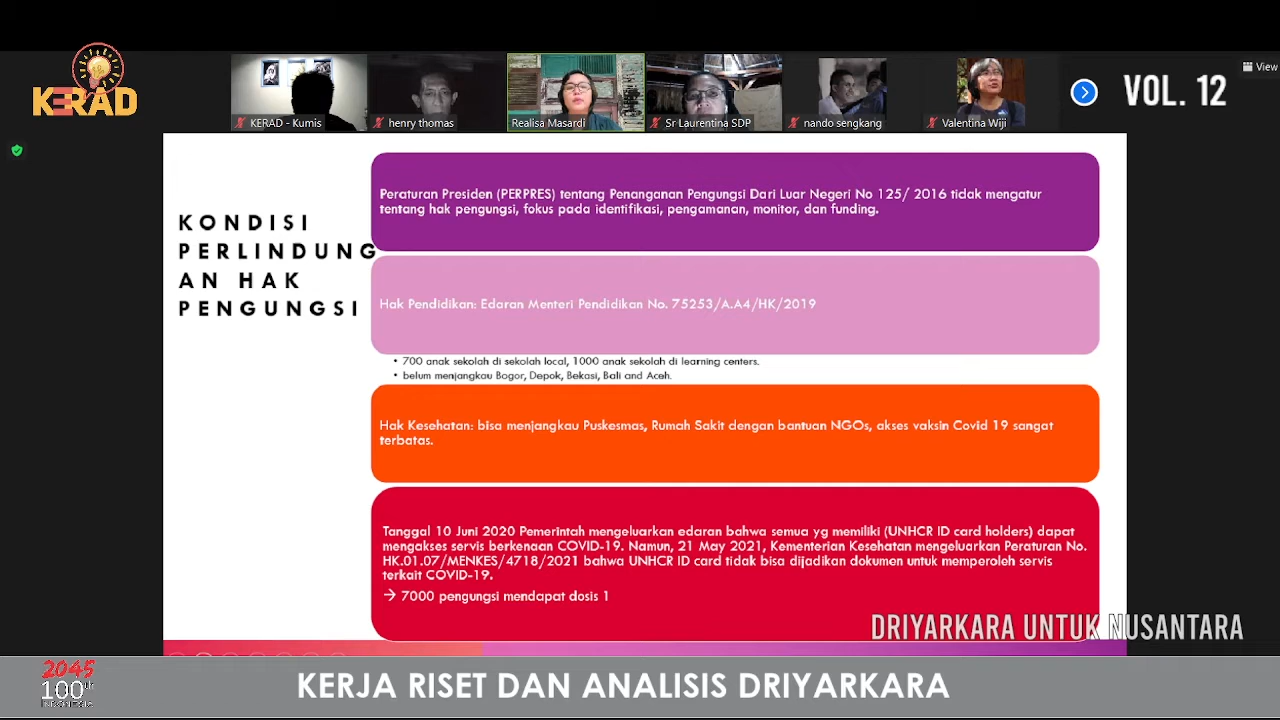 KERAD
KERAD - Kumis
henry thomas
Realisa Masardi
Sr Laurentina SDP
nando sengkang
Valentina Wiji
View
VOL. 12
KONDISI
PERLINDUNG
AN HAK
PENGUNGSI
Peraturan Presiden (PERPRES) tentang Penanganan Pengungsi Dari Luar Negeri No 125/ 2016 tidak mengatur
tentang hak pengungsi, fokus pada identifikasi, pengamanan, monitor, dan funding.
Hak Pendidikan: Edaran Menteri Pendidikan No. 75253/A.A4/HK/2019
• 700 anak sekolah di sekolah local, 1000 anak sekolah di learning centers.
• belum menjangkau Bogor, Depok, Bekasi, Bali and Aceh.
Hak Kesehatan: bisa menjangkau Puskesmas, Rumah Sakit dengan bantuan NGOs, akses vaksin Covid 19 sangat
terbatas.
Tanggal 10 Juni 2020 Pemerintah mengeluarkan edaran bahwa semua yg memiliki (UNHCR ID card holders) dapat
mengakses servis berkenaan COVID-19. Namun, 21 May 2021, Kementerian Kesehatan mengeluarkan Peraturan No.
HK.01.07/MENKES/4718/2021 bahwa UNHCR ID card tidak bisa dijadikan dokumen untuk memperoleh servis
terkait COVID-19.
→ 7000 pengungsi mendapat dosis 1
DRIYARKARA UNTUK NUSANTARA
2045
100th
INDONESIA
KERJA RISET DAN ANALISIS DRIYARKARA